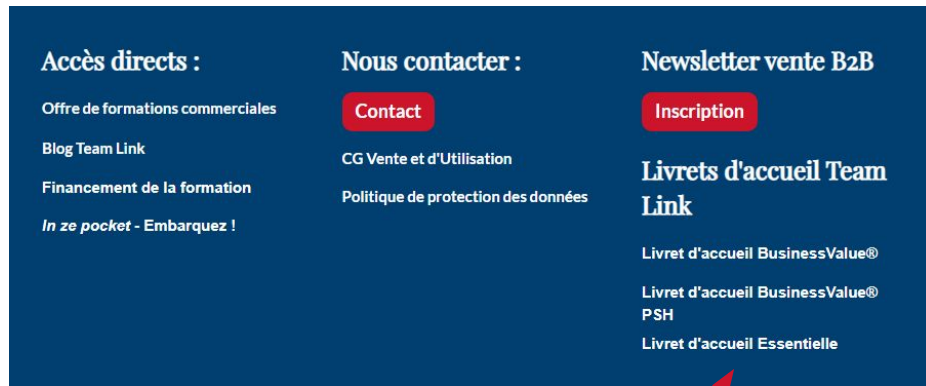 Accès directs :
Offre de formations commerciales
Blog Team Link
Financement de la formation
In ze pocket - Embarquez !
Nous contacter :
Contact
CG Vente et d'Utilisation
Politique de protection des données
Newsletter vente B2B
Inscription
Livrets d'accueil Team
Link
Livret d'accueil BusinessValue®
Livret d'accueil BusinessValue®
PSH
Livret d'accueil Essentielle